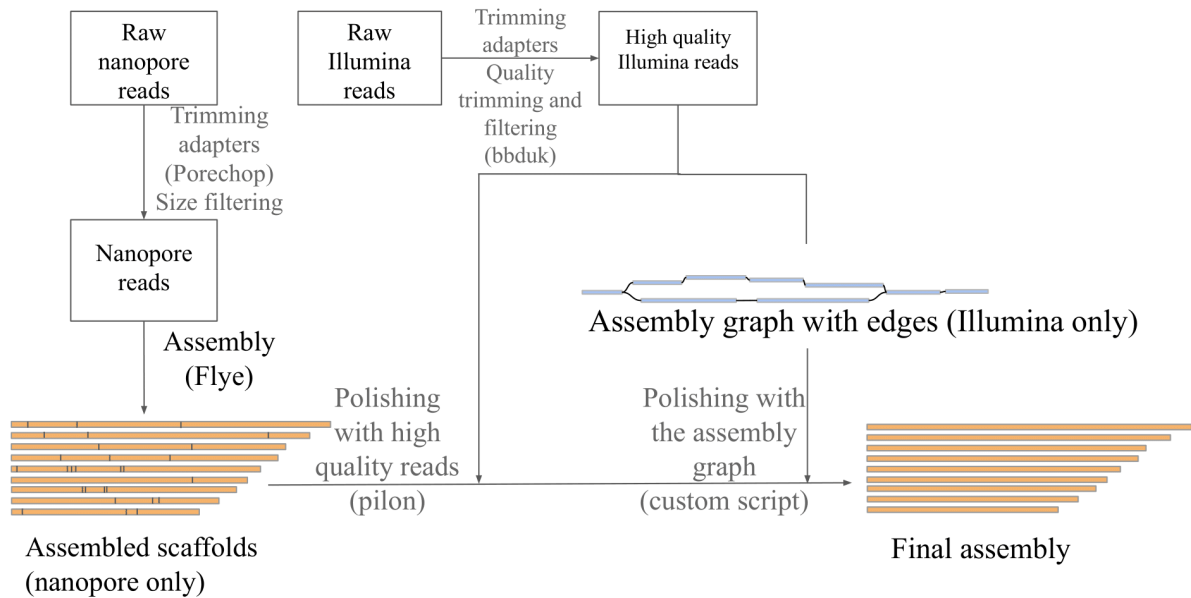 Raw
nanopore
reads
Raw
Illumina
reads
Trimming
adapters
Quality
trimming and
filtering
(bbduk)
High quality
Illumina reads
Trimming
adapters
(Porechop)
Size filtering
Nanopore
reads
Assembly graph with edges (Illumina only)
Assembly
(Flye)
Polishing
with high
quality reads
(pilon)
Polishing with
the assembly
graph
(custom script)
Assembled scaffolds
(nanopore only)
Final assembly